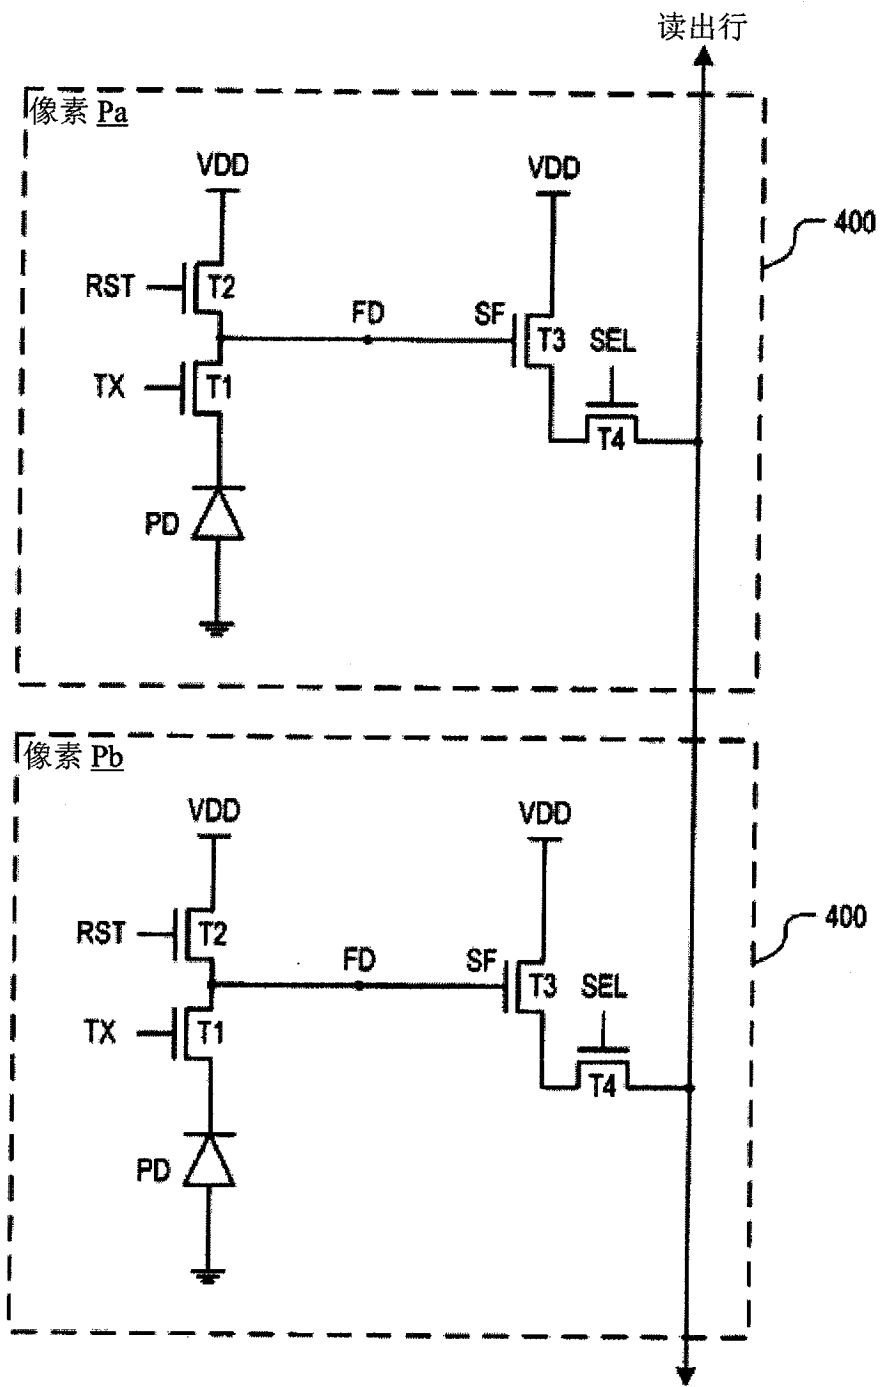 读出行
像素 Pa
VDD
VDD
400
RST
T2
FD
SF
T3
SEL
TX
T1
T4
PD
像素 Pb
VDD
VDD
400
RST
T2
FD
SF
T3
SEL
TX
T1
T4
PD